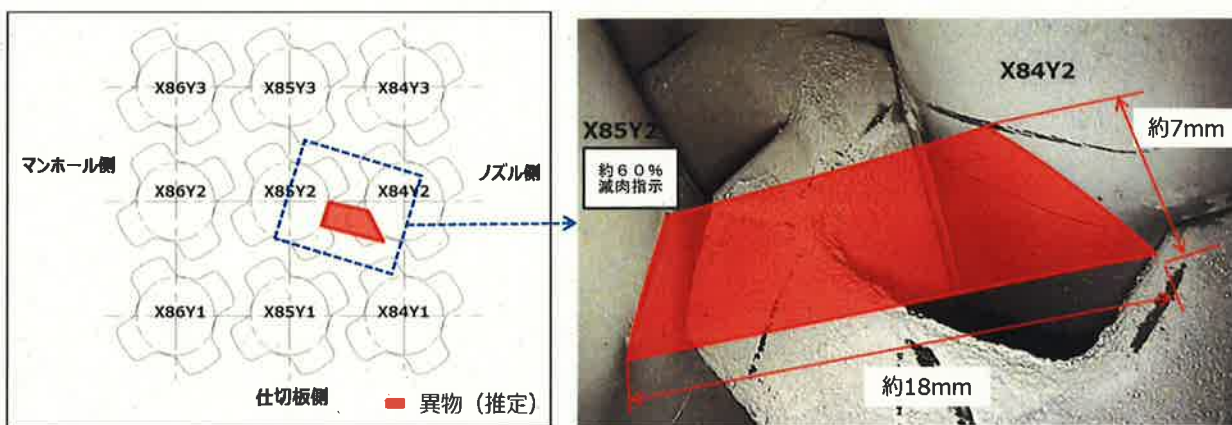 X86Y3
X85Y3
X84Y3
マンホール側
X86Y2
X85Y2
X84Y2
ノズル側
X86Y1
X85Y1
X84Y1
仕切板側
異物（推定）
X84Y2
X85Y2
約６０％
減肉指示
約7mm
約18mm